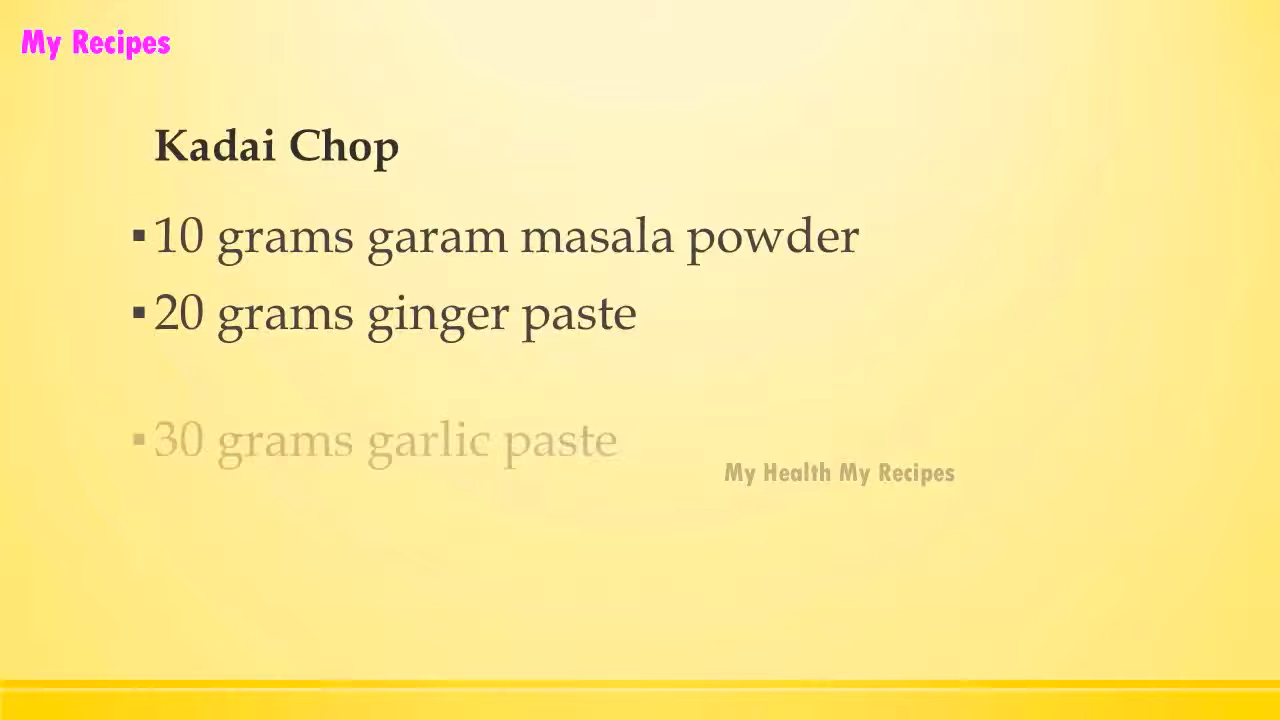 My Recipes
Kadai Chop
▪ 10 grams garam masala powder
▪ 20 grams ginger paste
▪ 30 grams garlic paste
My Health My Recipes